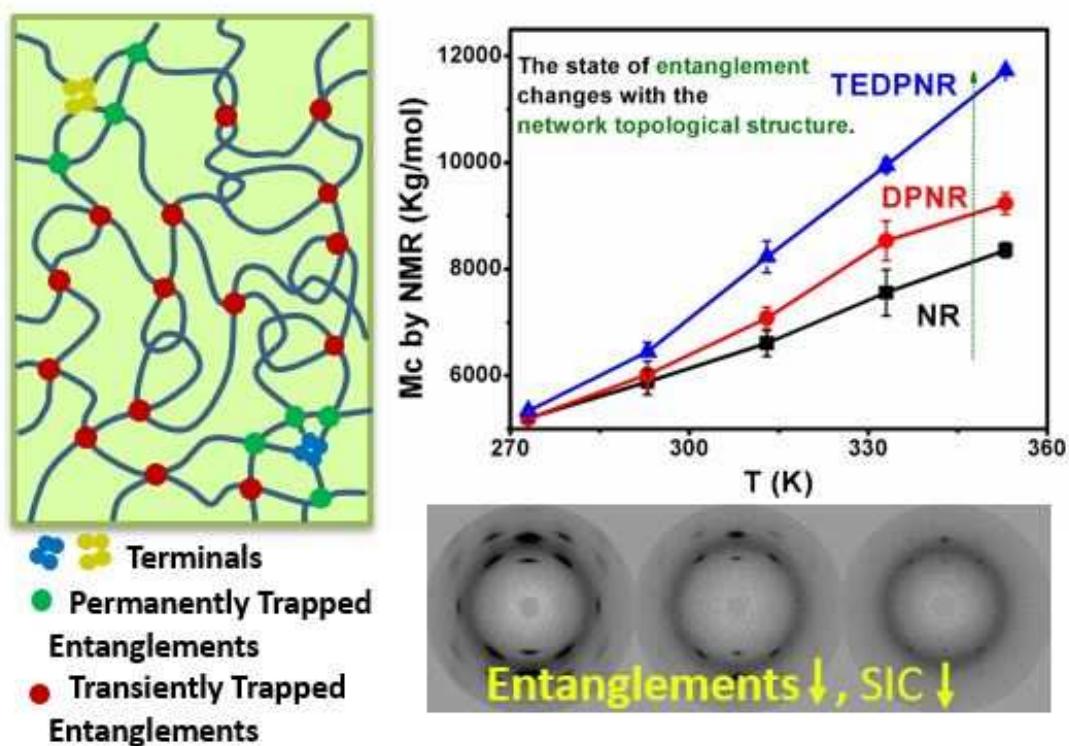 Terminals
Permanently Trapped
Entanglements
Transiently Trapped
Entanglements
12000
10000
8000
6000
Mc by NMR (Kg/mol)
The state of entanglement
changes with the
network topological structure.
TEDPNR
DPNR
NR
270
300
330
360
T (K)
Entanglements↓, SIC↓